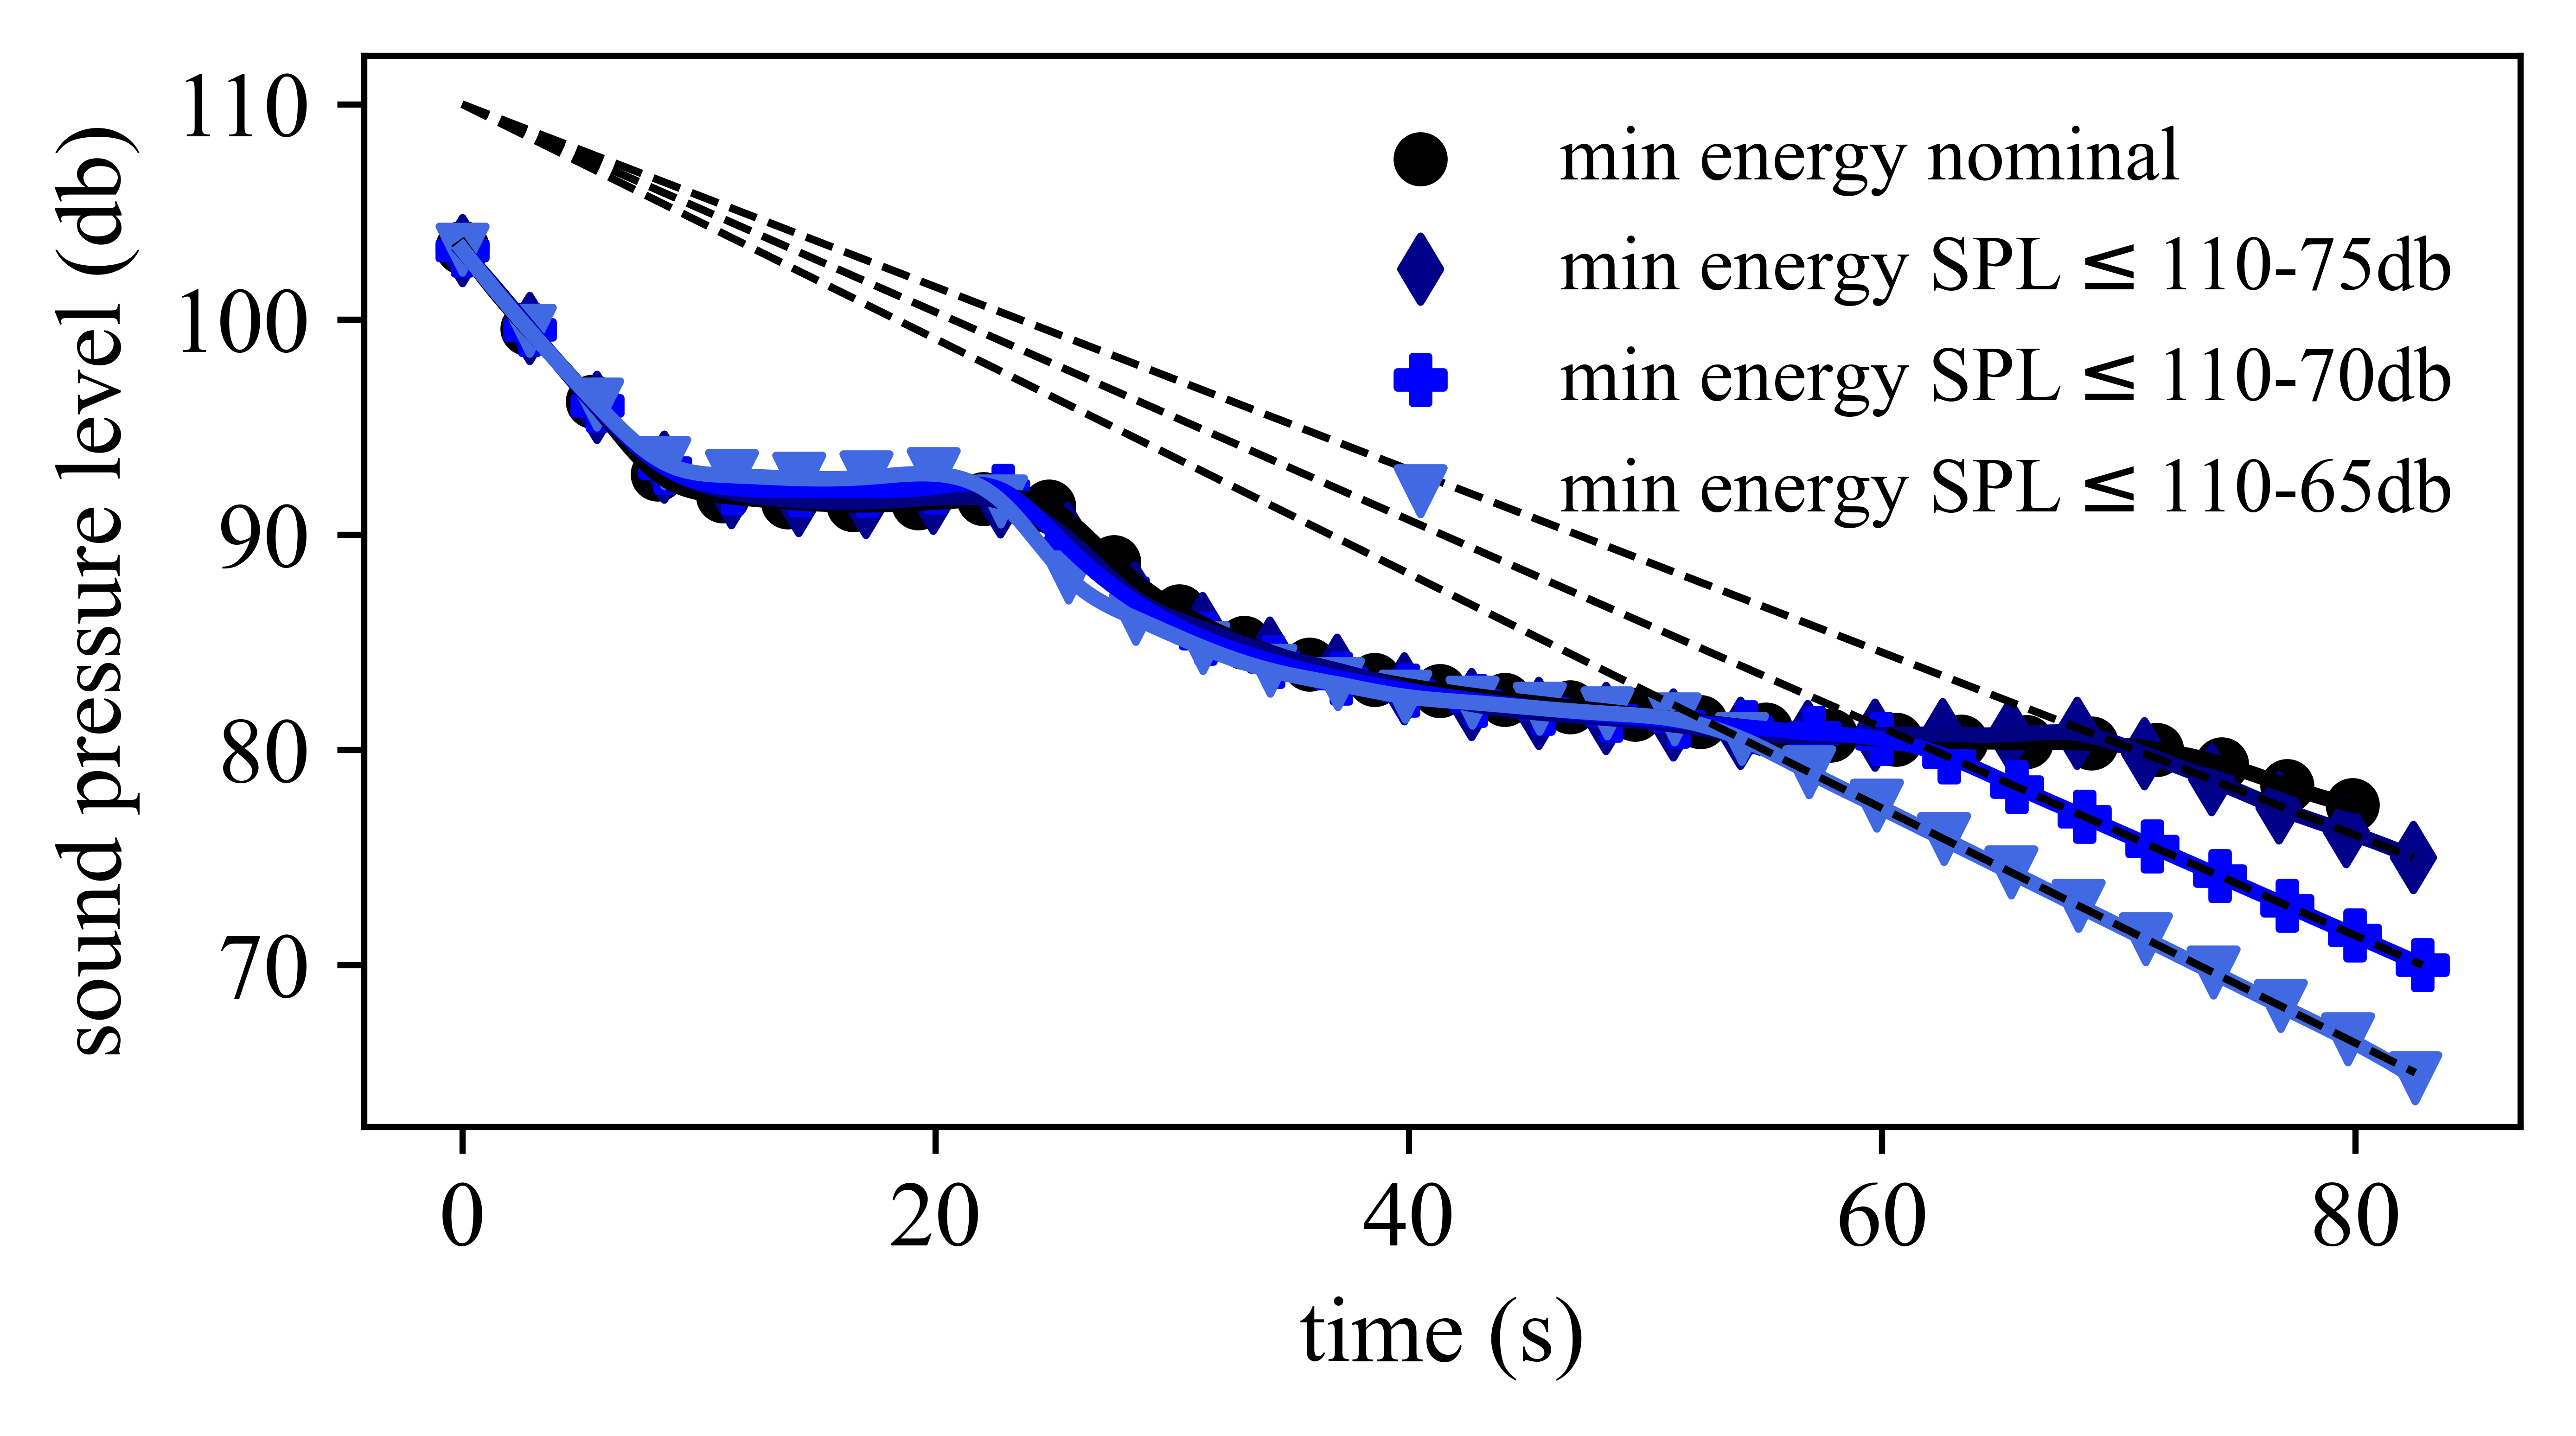 sound pressure level (db)
110
100
90
80
70
min energy nominal
min energy SPL ≤ 110-75db
min energy SPL ≤ 110-70db
min energy SPL ≤ 110-65db
0 20 40 60 80
time (s)